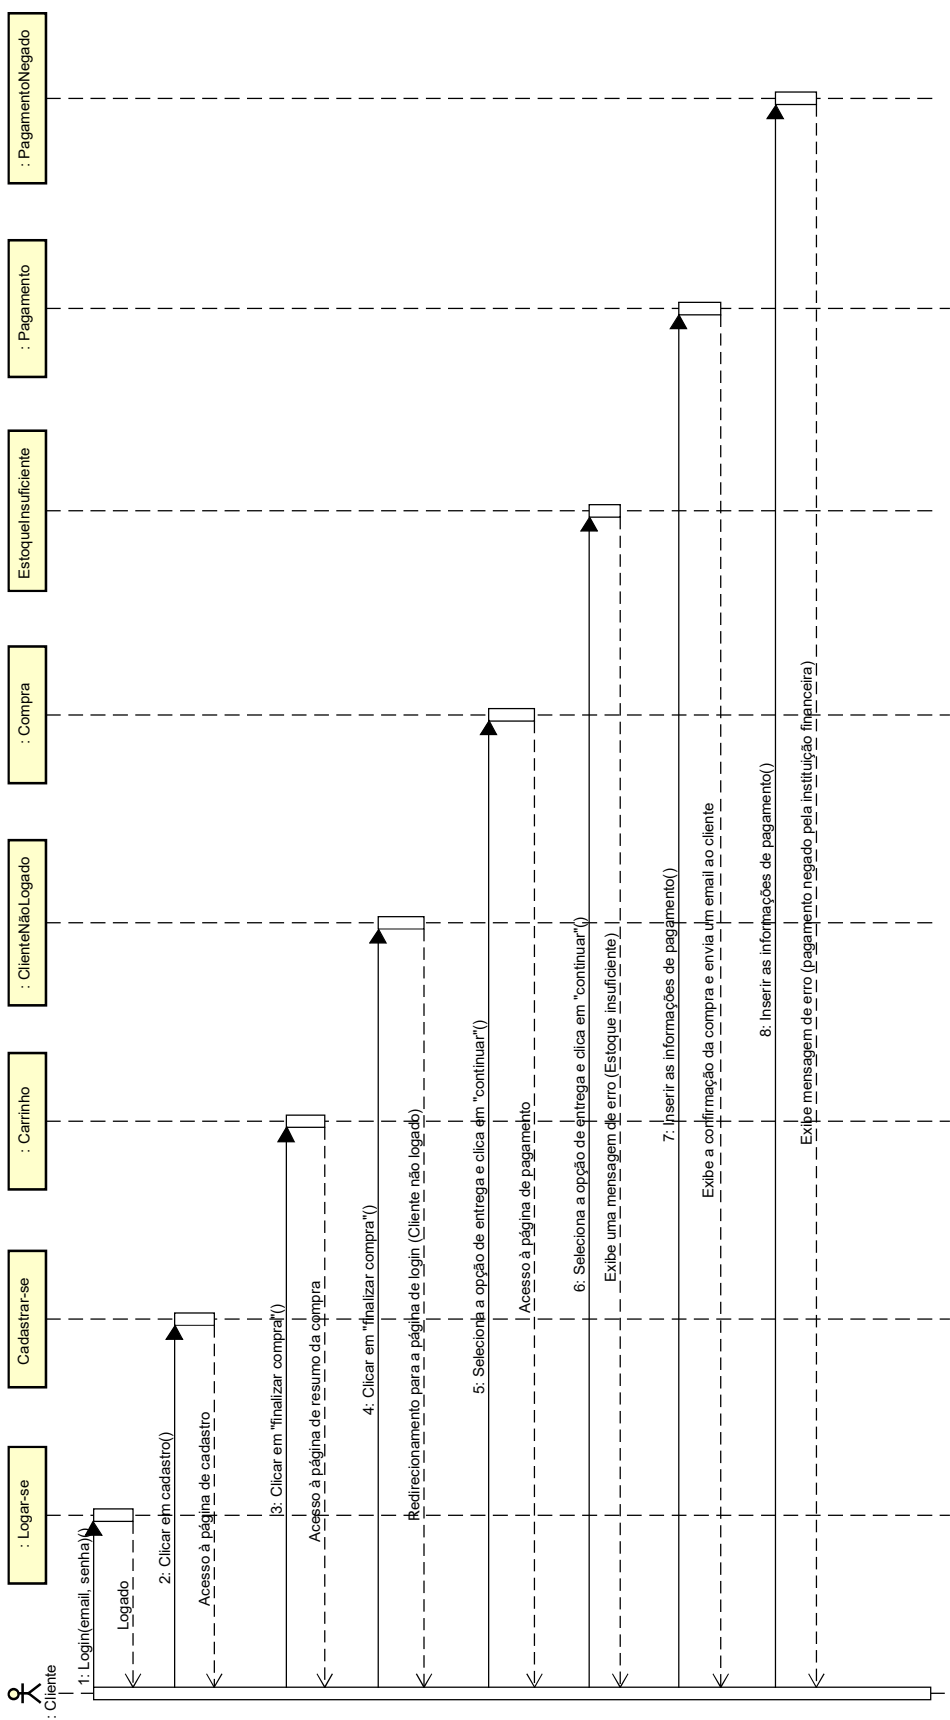 : Cliente
: Logar-se
Cadastrar-se
: Carrinho
: ClienteNãoLogado
: Compra
EstoqueInsuficiente
: Pagamento
: PagamentoNegado
1: Login(email, senha)()
Logado
2: Clicar em cadastro()
Acesso à página de cadastro
3: Clicar em "finalizar compra"()
Acesso à página de resumo da compra
4: Clicar em "finalizar compra"()
Redirecionamento para a página de login (Cliente não logado)
5: Seleciona a opção de entrega e clica em "continuar"()
Acesso à página de pagamento
6: Seleciona a opção de entrega e clica em "continuar"()
Exibe uma mensagem de erro (Estoque insuficiente)
7: Inserir as informações de pagamento()
Exibe a confirmação da compra e envia um email ao cliente
8: Inserir as informações de pagamento()
Exibe mensagem de erro (pagamento negado pela instituição financeira)